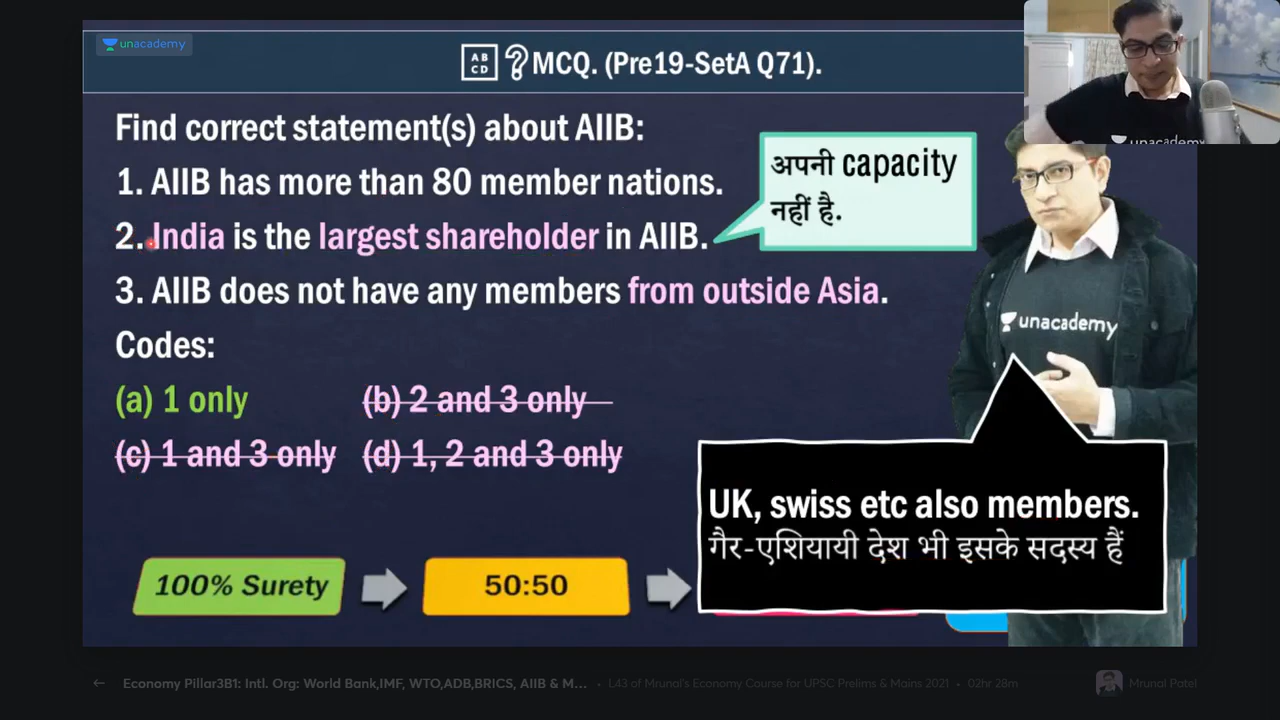 unacademy
AB
CD
MCQ. (Pre19-SetA Q71).
Find correct statement(s) about AIIB:
1. AIIB has more than 80 member nations.
2. India is the largest shareholder in AIIB.
3. AIIB does not have any members from outside Asia.
Codes:
(a) 1 only (b) 2 and 3 only
(c) 1 and 3 only (d) 1, 2 and 3 only
अपनी capacity
नहीं है.
unacademy
unacademy
UK, swiss etc also members.
गैर-एशियायी देश भी इसके सदस्य हैं
100% Surety
50:50
Economy Pillar3B1: Intl. Org: World Bank,IMF, WTO,ADB,BRICS, AIIB & M... • L43 of Mrunal's Economy Course for UPSC Prelims & Mains 2021 • 02hr 28m
Mrunal Patel